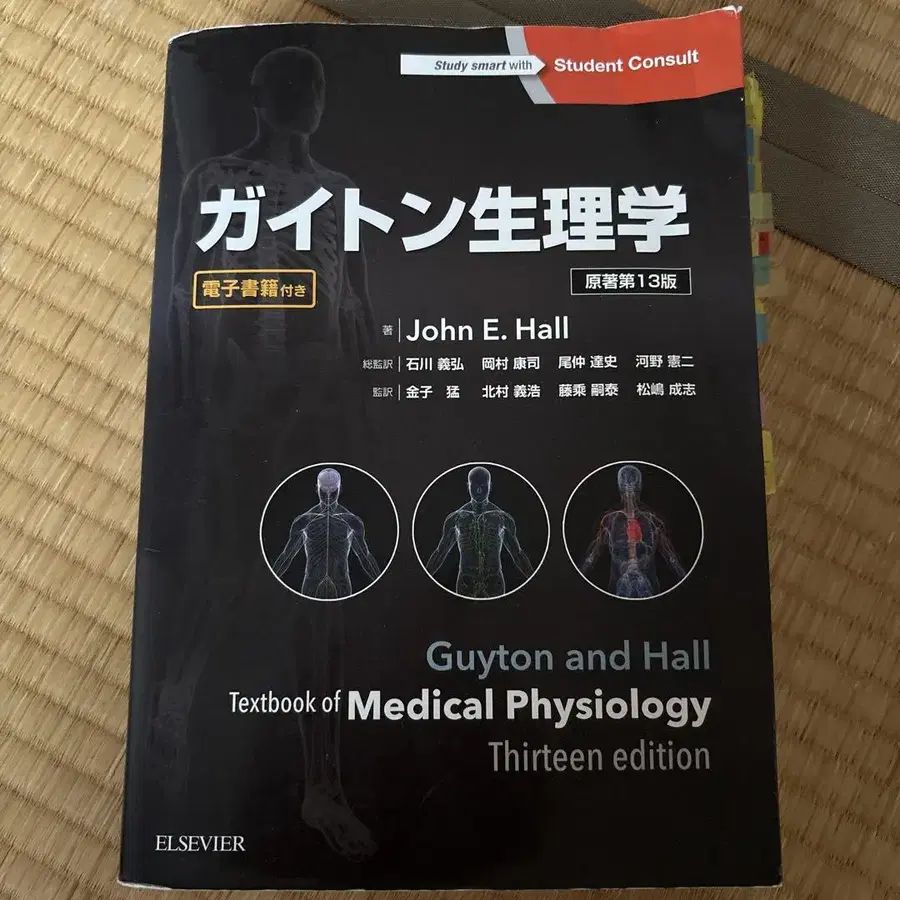 Study smart with Student Consult
ガイトン生理学
電子書籍付き
原著第13版
著 John E. Hall
総監訳 石川 義弘 岡村 康司 尾仲 達史 河野 憲二
監訳 金子 猛 北村 義浩 藤乘 嗣泰 松嶋 成志
Guyton and Hall
Textbook of Medical Physiology
Thirteen edition
ELSEVIER